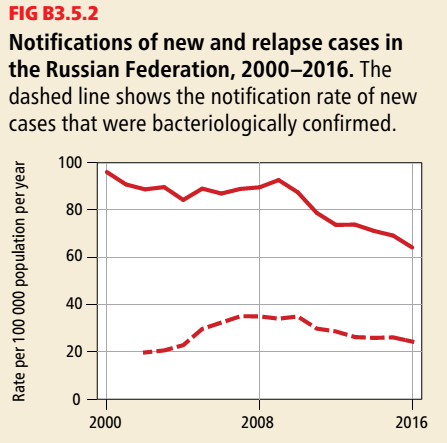 FIG B3.5.2
Notifications of new and relapse cases in
the Russian Federation, 2000–2016. The
dashed line shows the notification rate of new
cases that were bacteriologically confirmed.
Rate per 100 000 population per year
100
80
60
40
20
0
2000 2008 2016